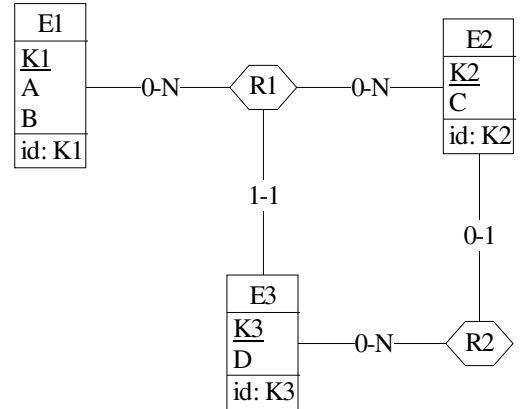 E1
K1
A
B
id: K1
0-N
R1
0-N
E2
K2
C
id: K2
1-1
0-1
E3
K3
D
id: K3
0-N
R2